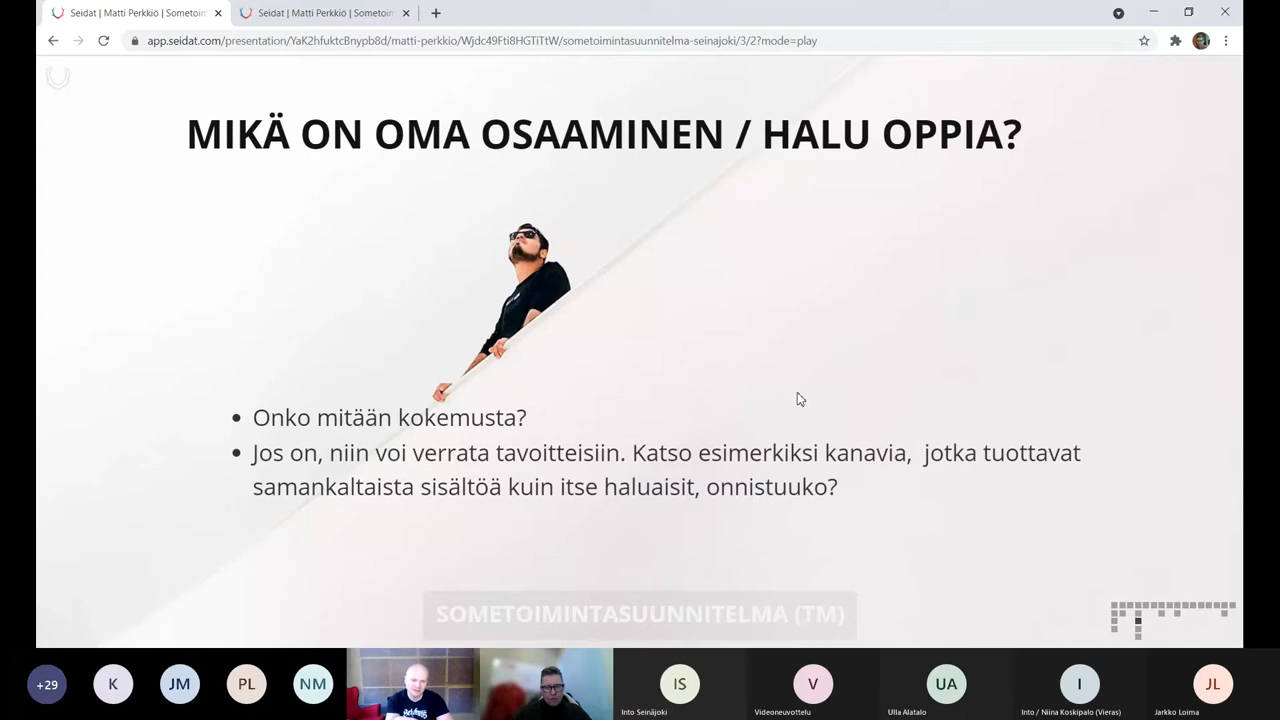 Seidat | Matti Perkkiö | Sometoim
Seidat | Matti Perkkiö | Sometoim
app.seidat.com/presentation/YaK2hfuktcBnypb8d/matti-perkkio/Wjdc49Fti8HGTiTtW/sometoimintasuunnitelma-seinajoki/3/2?mode=play
MIKÄ ON OMA OSAAMINEN / HALU OPPIA?
• Onko mitään kokemusta?
• Jos on, niin voi verrata tavoitteisiin. Katso esimerkiksi kanavia, jotka tuottavat
samankaltaista sisältöä kuin itse haluaisit, onnistuuko?
SOMETOIMINTASUUNNITELMA (TM)
+29
K
JM
PL
NM
IS
V
UA
I
JL
Into Seinäjoki
Videoneuvottelu
Ulla Alatalo
Into / Niina Koskipalo (Vieras)
Jarkko Loima